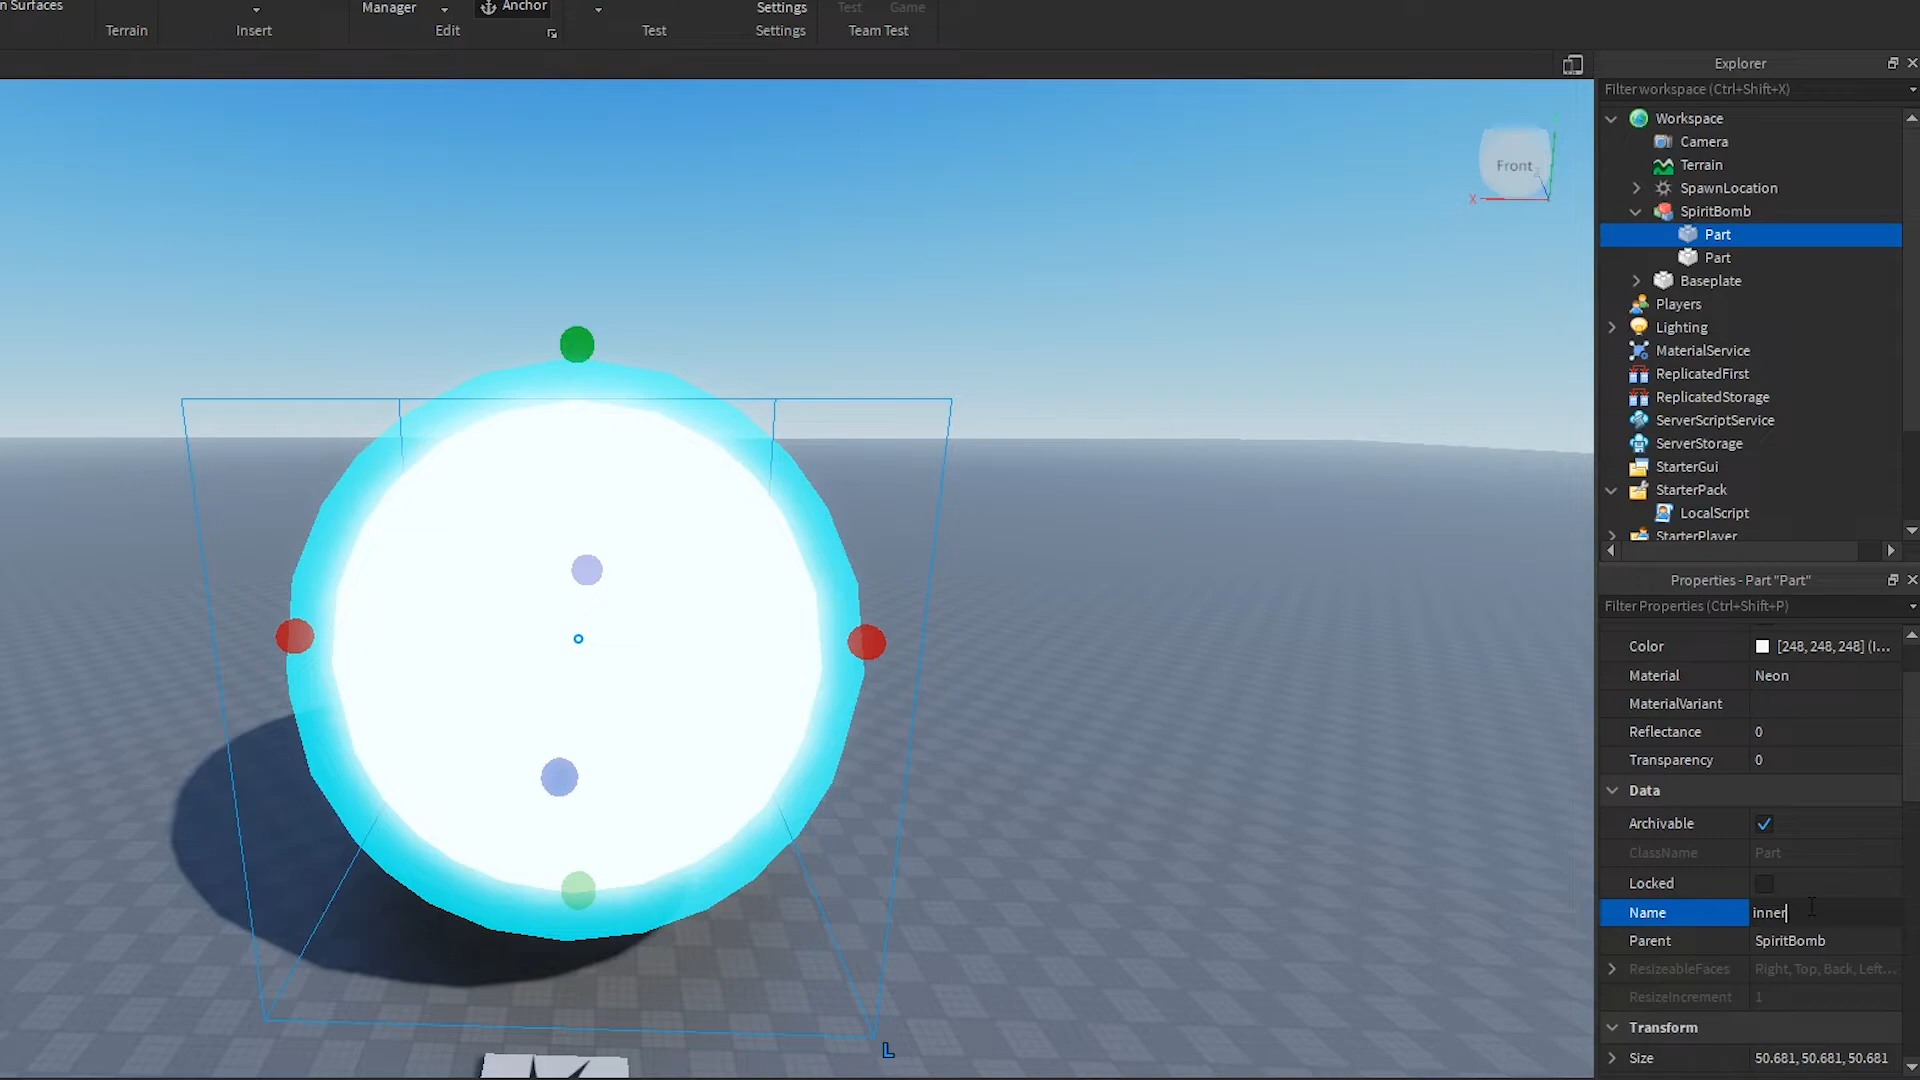 n Surfaces
Manager
Anchor
Settings
Test
Game
Terrain
Insert
Edit
Test
Settings
Team Test
Front
X
L
Explorer
Filter workspace (Ctrl+Shift+X)
Workspace
Camera
Terrain
SpawnLocation
SpiritBomb
Part
Part
Baseplate
Players
Lighting
MaterialService
ReplicatedFirst
ReplicatedStorage
ServerScriptService
ServerStorage
StarterGui
StarterPack
LocalScript
StarterPlayer
Properties - Part "Part"
Filter Properties (Ctrl+Shift+P)
Color [248, 248, 248] (I...
Material Neon
MaterialVariant
Reflectance 0
Transparency 0
Data
Archivable
ClassName Part
Locked
Name inner
Parent SpiritBomb
ResizeableFaces Right, Top, Back, Left...
ResizeIncrement 1
Transform
Size 50.681, 50.681, 50.681